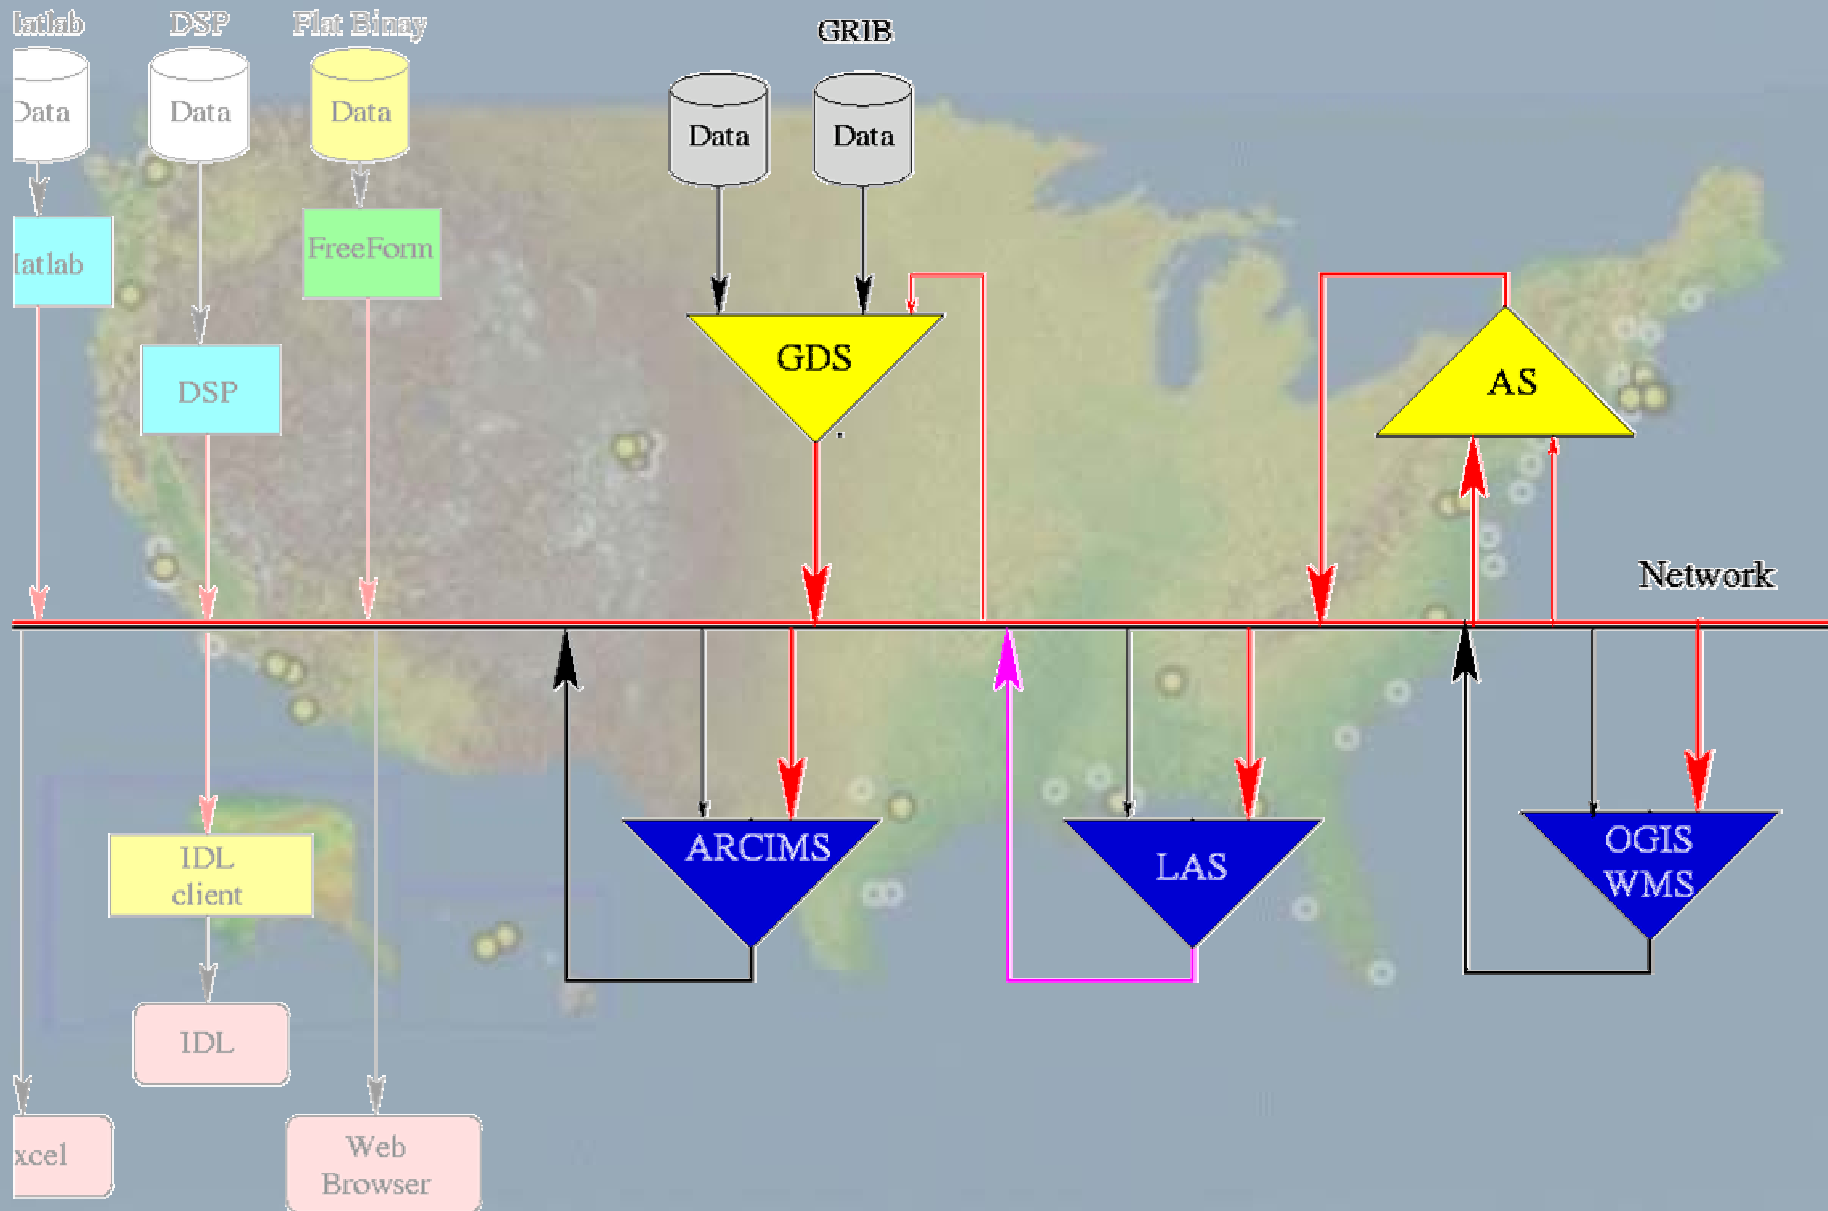 latlab
DSP
Flat Binay
GRIB
Data
Data
Data
Data
Data
latlab
FreeForm
GDS
AS
DSP
Network
ARCIMS
LAS
OGIS
WMS
IDL
client
IDL
xcel
Web
Browser